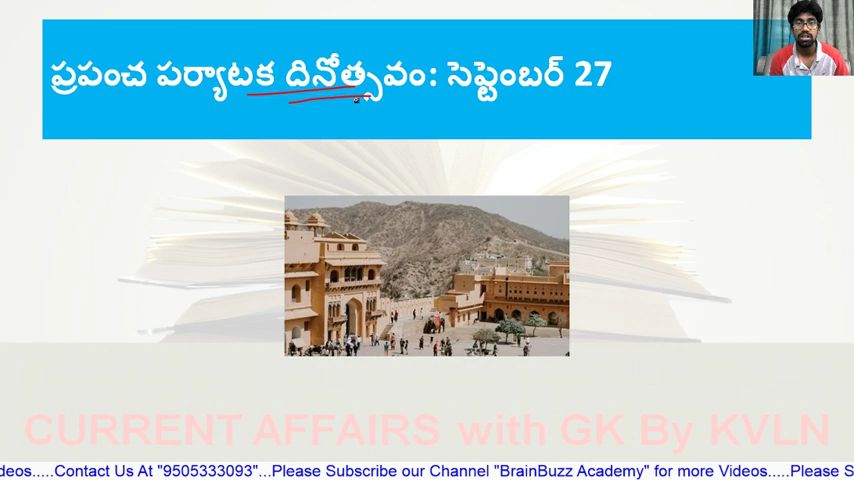 ప్రపంచ పర్యాటక దినోత్సవం: సెప్టెంబర్ 27
CURRENT AFFAIRS with GK By KVLN
deos.....Contact Us At "9505333093"...Please Subscribe our Channel "BrainBuzz Academy" for more Videos.....Please S